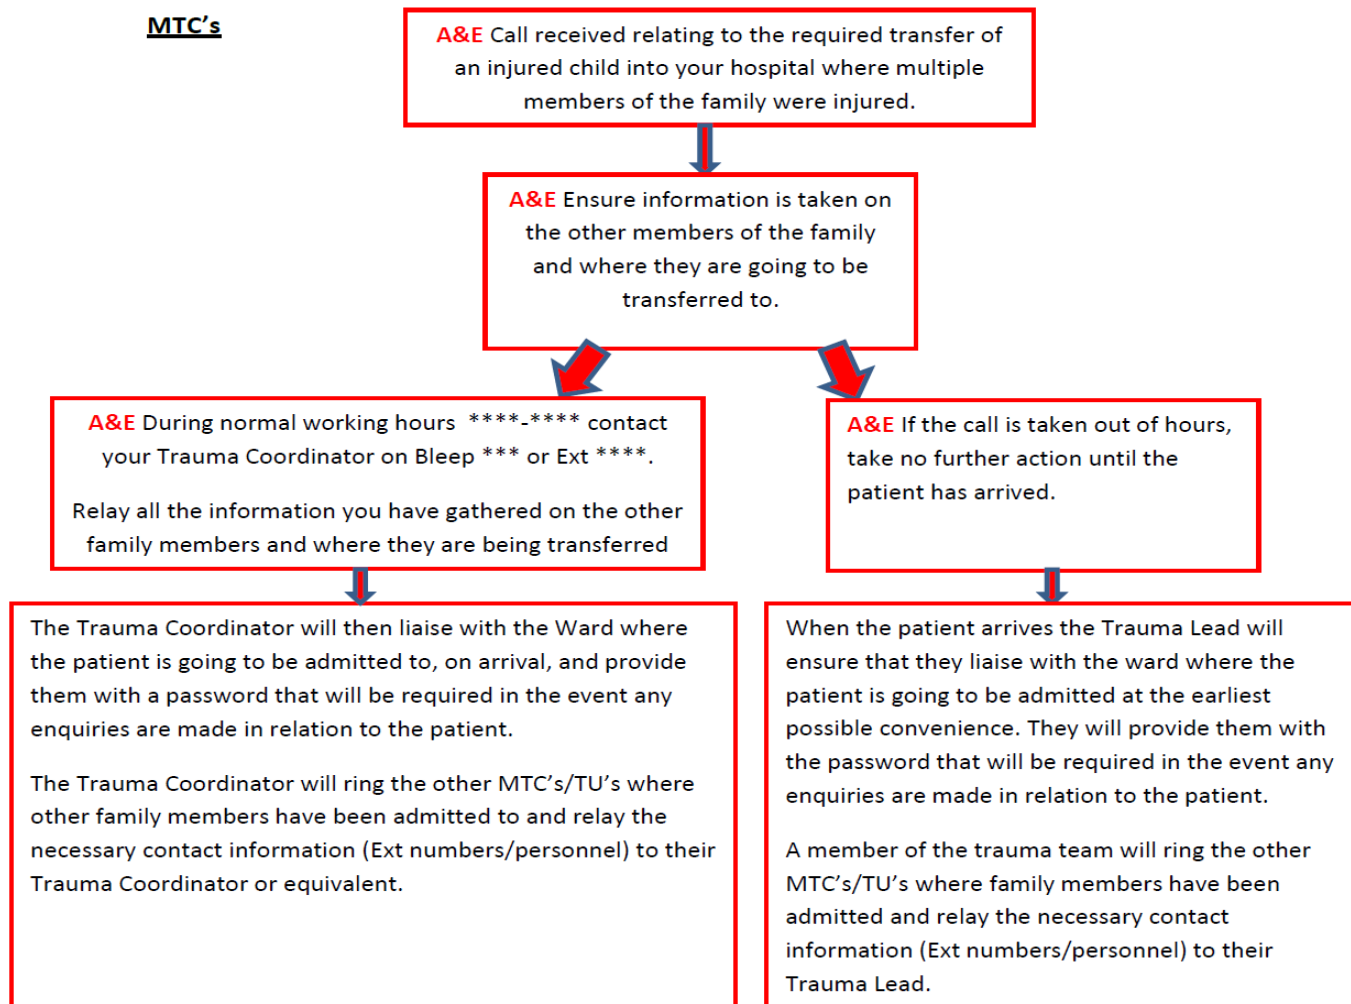 MTC's
A&E Call received relating to the required transfer of
an injured child into your hospital where multiple
members of the family were injured.
A&E Ensure information is taken on
the other members of the family
and where they are going to be
transferred to.
A&E During normal working hours ****-**** contact
your Trauma Coordinator on Bleep *** or Ext ****.
Relay all the information you have gathered on the other
family members and where they are being transferred
A&E If the call is taken out of hours,
take no further action until the
patient has arrived.
The Trauma Coordinator will then liaise with the Ward where
the patient is going to be admitted to, on arrival, and provide
them with a password that will be required in the event any
enquiries are made in relation to the patient.
The Trauma Coordinator will ring the other MTC's/TU's where
other family members have been admitted to and relay the
necessary contact information (Ext numbers/personnel) to their
Trauma Coordinator or equivalent.
When the patient arrives the Trauma Lead will
ensure that they liaise with the ward where the
patient is going to be admitted at the earliest
possible convenience. They will provide them with
the password that will be required in the event any
enquiries are made in relation to the patient.
A member of the trauma team will ring the other
MTC's/TU's where family members have been
admitted and relay the necessary contact
information (Ext numbers/personnel) to their
Trauma Lead.